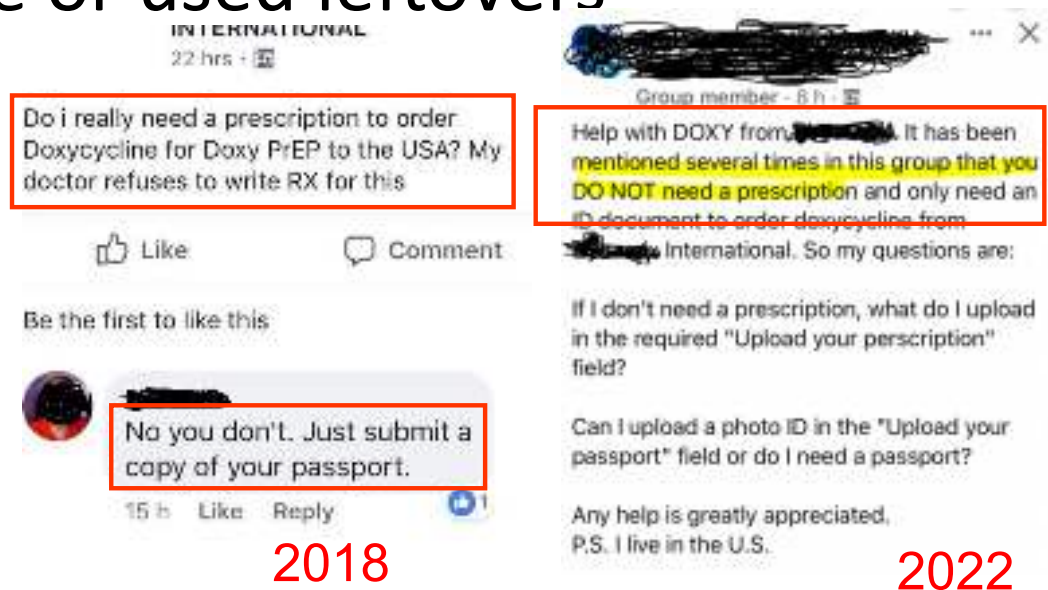 e or used leftovers
INTERNATIONAL
22 hrs ·
Do i really need a prescription to order
Doxycycline for Doxy PrEP to the USA? My
doctor refuses to write RX for this
Like Comment
Be the first to like this
No you don't. Just submit a
copy of your passport.
15 h Like Reply 1
2018
Group member · 8 h ·
Help with DOXY from It has been
mentioned several times in this group that you
DO NOT need a prescription and only need an
ID document to order doxycycline from
International. So my questions are:
If I don't need a prescription, what do I upload
in the required "Upload your perscription"
field?
Can I upload a photo ID in the "Upload your
passport" field or do I need a passport?
Any help is greatly appreciated.
P.S. I live in the U.S.
2022